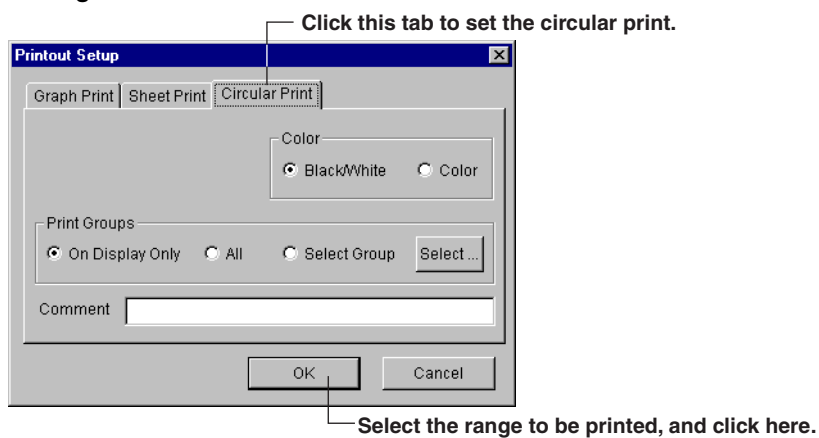 Click this tab to set the circular print.
Printout Setup
Graph Print Sheet Print Circular Print
Color
Black/White Color
Print Groups
On Display Only All Select Group Select ...
Comment
OK Cancel
Select the range to be printed, and click here.